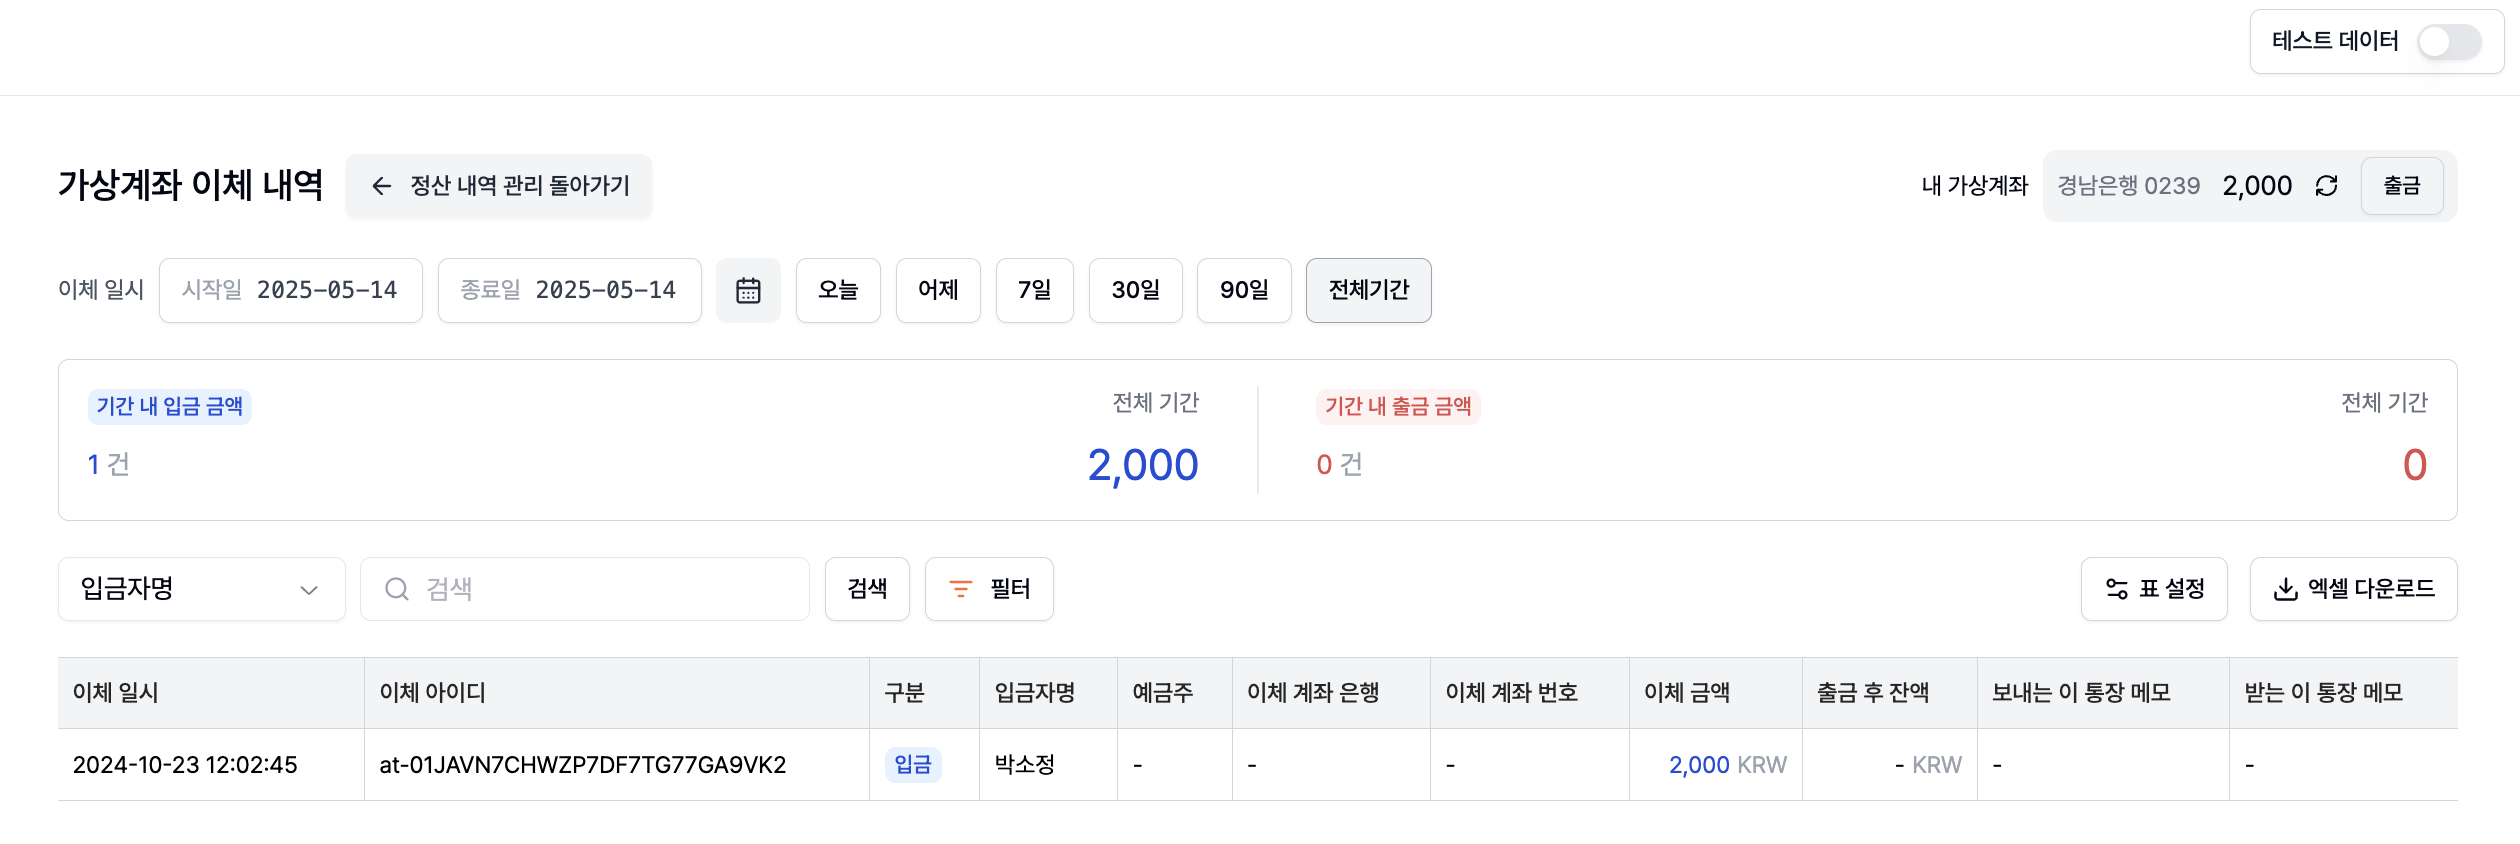 테스트 데이터
가상계좌 이체 내역
정산 내역 관리 돌아가기
내 가상계좌 경남은행 0239 2,000 출금
이체 일시 시작일 2025-05-14 종료일 2025-05-14 오늘 어제 7일 30일 90일 전체기간
기간 내 입금 금액 전체 기간
1 건 2,000
기간 내 출금 금액 전체 기간
0 건 0
입금자명 검색 검색 필터 표 설정 엑셀 다운로드
이체 일시 이체 아이디 구분 입금자명 예금주 이체 계좌 은행 이체 계좌 번호 이체 금액 출금 후 잔액 보내는 이 통장 메모 받는 이 통장 메모
2024-10-23 12:02:45 at-01JAVN7CHWZP7DF7TG77GA9VK2 입금 박소정 - - - 2,000 KRW - KRW - -